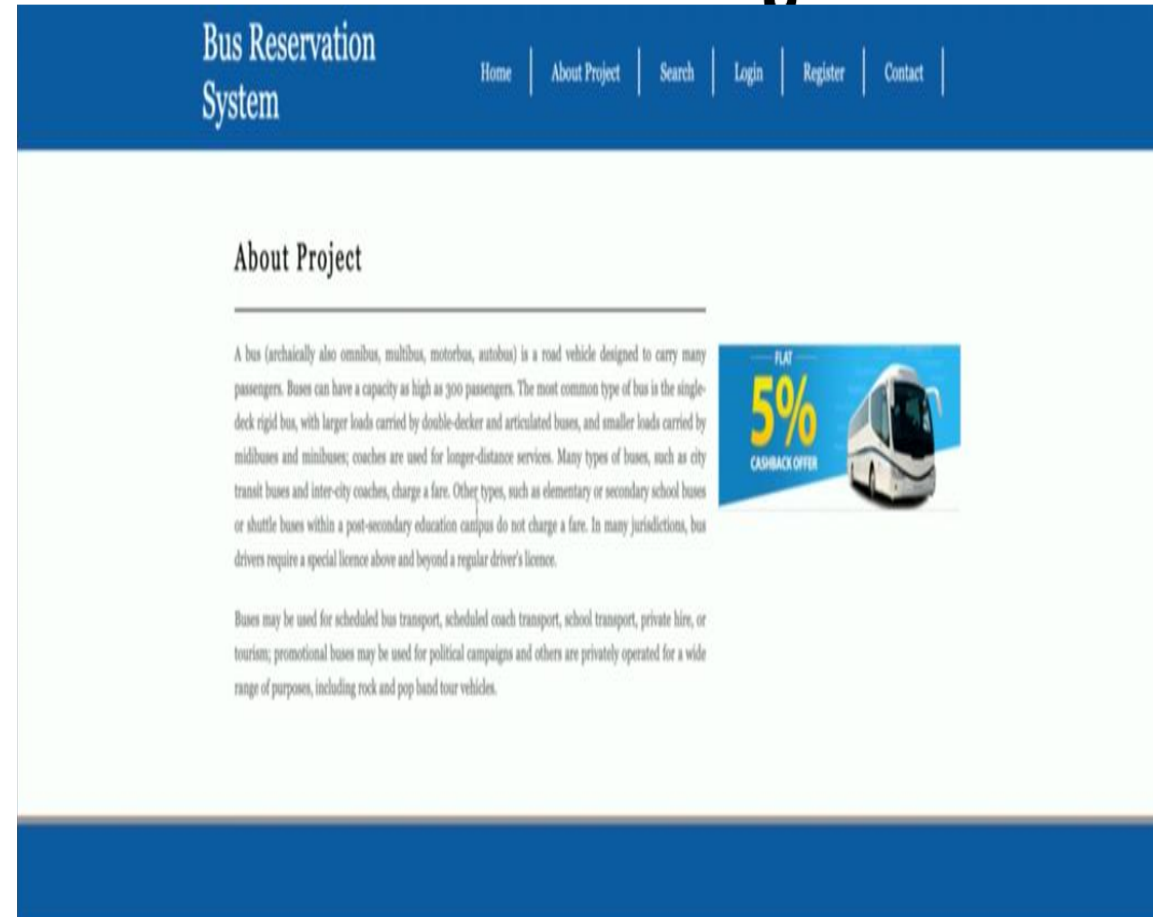 Bus Reservation
System
Home
About Project
Search
Login
Register
Contact
About Project
A bus (archaically also omnibus, multibus, motorbus, autobus) is a road vehicle designed to carry many
passengers. Buses can have a capacity as high as 300 passengers. The most common type of bus is the single-
deck rigid bus, with larger loads carried by double-decker and articulated buses, and smaller loads carried by
midibuses and minibuses; coaches are used for longer-distance services. Many types of buses, such as city
transit buses and inter-city coaches, charge a fare. Other types, such as elementary or secondary school buses
or shuttle buses within a post-secondary education campus do not charge a fare. In many jurisdictions, bus
drivers require a special licence above and beyond a regular driver's licence.
Buses may be used for scheduled bus transport, scheduled coach transport, school transport, private hire, or
tourism; promotional buses may be used for political campaigns and others are privately operated for a wide
range of purposes, including rock and pop band tour vehicles.
FLAT
5%
CASHBACK OFFER